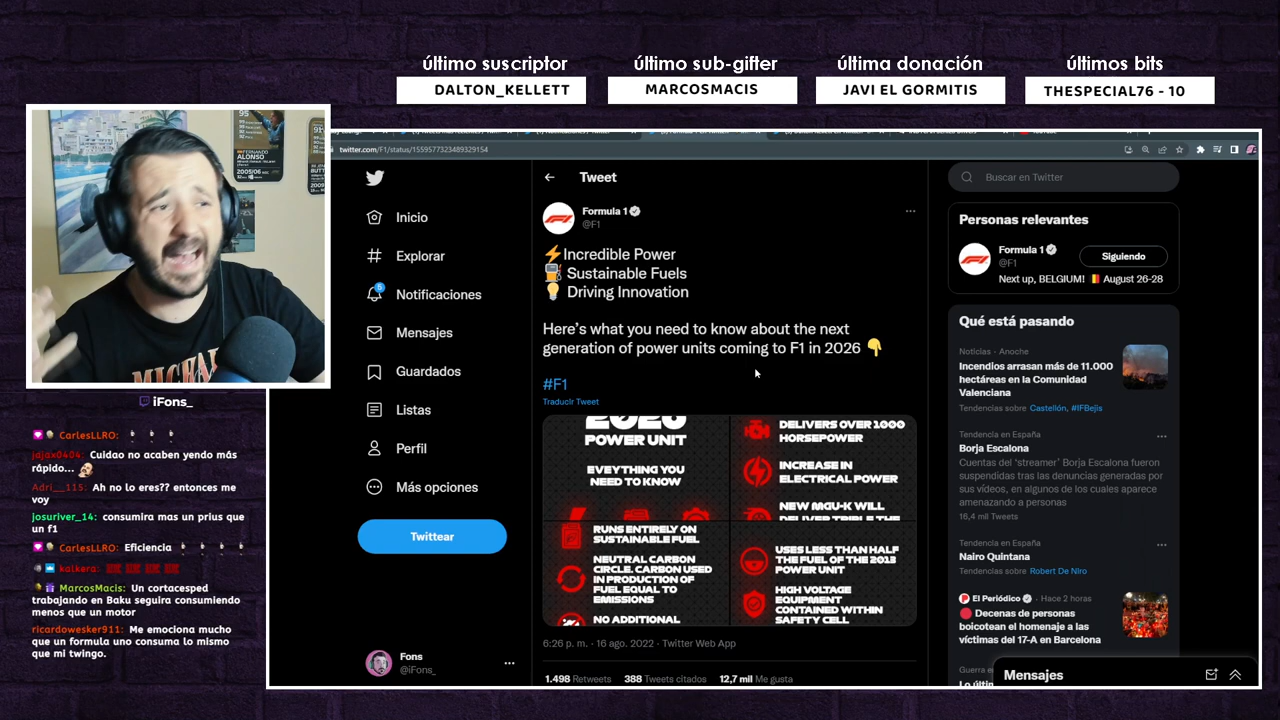 último suscriptor
DALTON_KELLETT
último sub-gifter
MARCOSMACIS
última donación
JAVI EL GORMITIS
últimos bits
THESPECIAL76 - 10
FERNANDO
ALONSO
2005/06
MICHAEL
iFons_
CarlesLLRO:
jajax0404: Cuidao no acaben yendo más
rápido...
Adri__115: Ah no lo eres?? entonces me
voy
josuriver_14: consumira mas un prius que
un f1
CarlesLLRO: Eficiencia
kalkera:
MarcosMacis: Un cortacesped
trabajando en Baku seguira consumiendo
menos que un motor
ricardowesker911: Me emociona mucho
que un formula uno consuma lo mismo
que mi twingo.
twitter.com/F1/status/1559577323489329154
Inicio
Explorar
5
Notificaciones
Mensajes
Guardados
Listas
Perfil
Más opciones
Twittear
Fons
@iFons_
Tweet
Formula 1
@F1
Incredible Power
Sustainable Fuels
Driving Innovation
Here's what you need to know about the next
generation of power units coming to F1 in 2026
#F1
Traducir Tweet
2026
POWER UNIT
EVEYTHING YOU
NEED TO KNOW
DELIVERS OVER 1000
HORSEPOWER
INCREASE IN
ELECTRICAL POWER
NEW MGU-K WILL
DELIVER TRIPLE THE
RUNS ENTIRELY ON
SUSTAINABLE FUEL
NEUTRAL CARBON
CIRCLE. CARBON USED
IN PRODUCTION OF
FUEL EQUAL TO
EMISSIONS
NO ADDITIONAL
USES LESS THAN HALF
THE FUEL OF THE 2013
POWER UNIT
HIGH VOLTAGE
EQUIPMENT
CONTAINED WITHIN
SAFETY CELL
6:26 p. m. · 16 ago. 2022 · Twitter Web App
1.498 Retweets 388 Tweets citados 12,7 mil Me gusta
Buscar en Twitter
Personas relevantes
Formula 1
@F1
Siguiendo
Next up, BELGIUM! August 26-28
Qué está pasando
Noticias · Anoche
Incendios arrasan más de 11.000
hectáreas en la Comunidad
Valenciana
Tendencias sobre Castellón, #IFBejis
Tendencia en España
Borja Escalona
Cuentas del 'streamer' Borja Escalona fueron
suspendidas tras las denuncias generadas por
sus vídeos, en algunos de los cuales aparece
amenazando a personas
16,4 mil Tweets
Tendencia en España
Nairo Quintana
Tendencias sobre Robert De Niro
El Periódico · Hace 2 horas
Decenas de personas
boicotean el homenaje a las
víctimas del 17-A en Barcelona
Mensajes